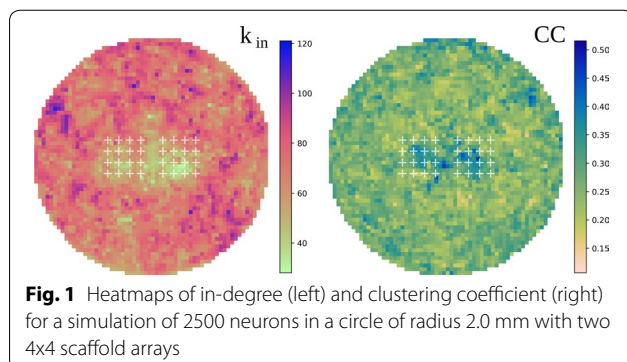 k in
CC
120
100
80
60
40
0.50
0.45
0.40
0.35
0.30
0.25
0.20
0.15
Fig. 1 Heatmaps of in-degree (left) and clustering coefficient (right)
for a simulation of 2500 neurons in a circle of radius 2.0 mm with two
4x4 scaffold arrays